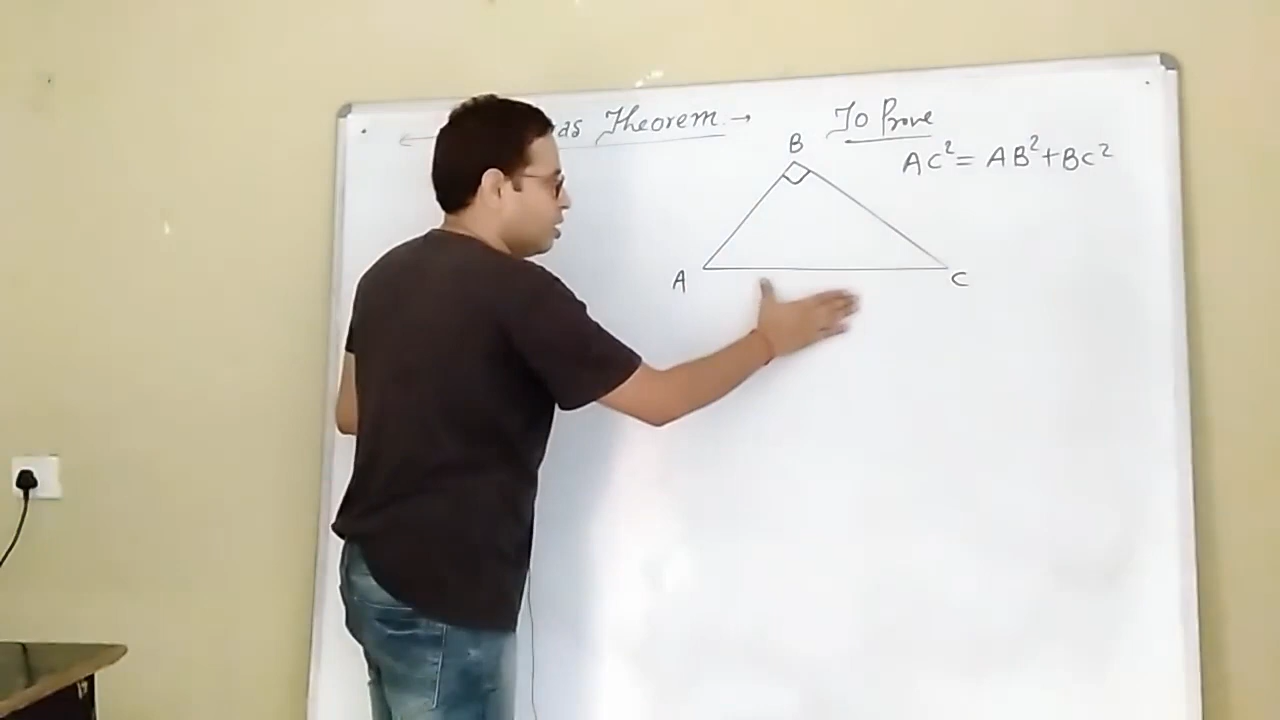 as Theorem →
To Prove
B
AC² = AB² + BC²
A
C